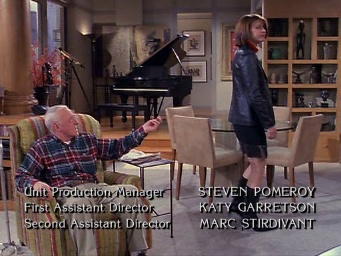 Unit Production Manager STEVEN POMEROY
First Assistant Director KATY GARRETSON
Second Assistant Director MARC STIRDIVANT